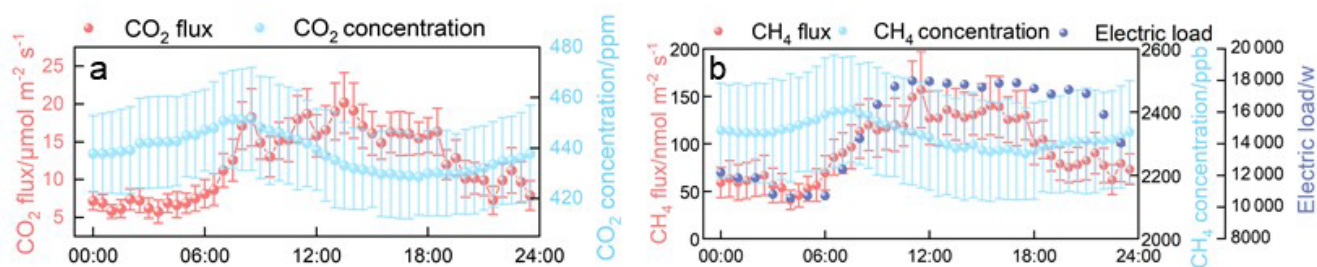 CO₂ flux CO₂ concentration
a
CO₂ flux/μmol m⁻² s⁻¹
25
20
15
10
5
CO₂ concentration/ppm
480
460
440
420
00:00 06:00 12:00 18:00 24:00
CH₄ flux CH₄ concentration Electric load
b
CH₄ flux/nmol m⁻² s⁻¹
200
150
100
50
0
CH₄ concentration/ppb
2600
2400
2200
2000
Electric load/w
20 000
18 000
16 000
14 000
12 000
10 000
8000
00:00 06:00 12:00 18:00 24:00